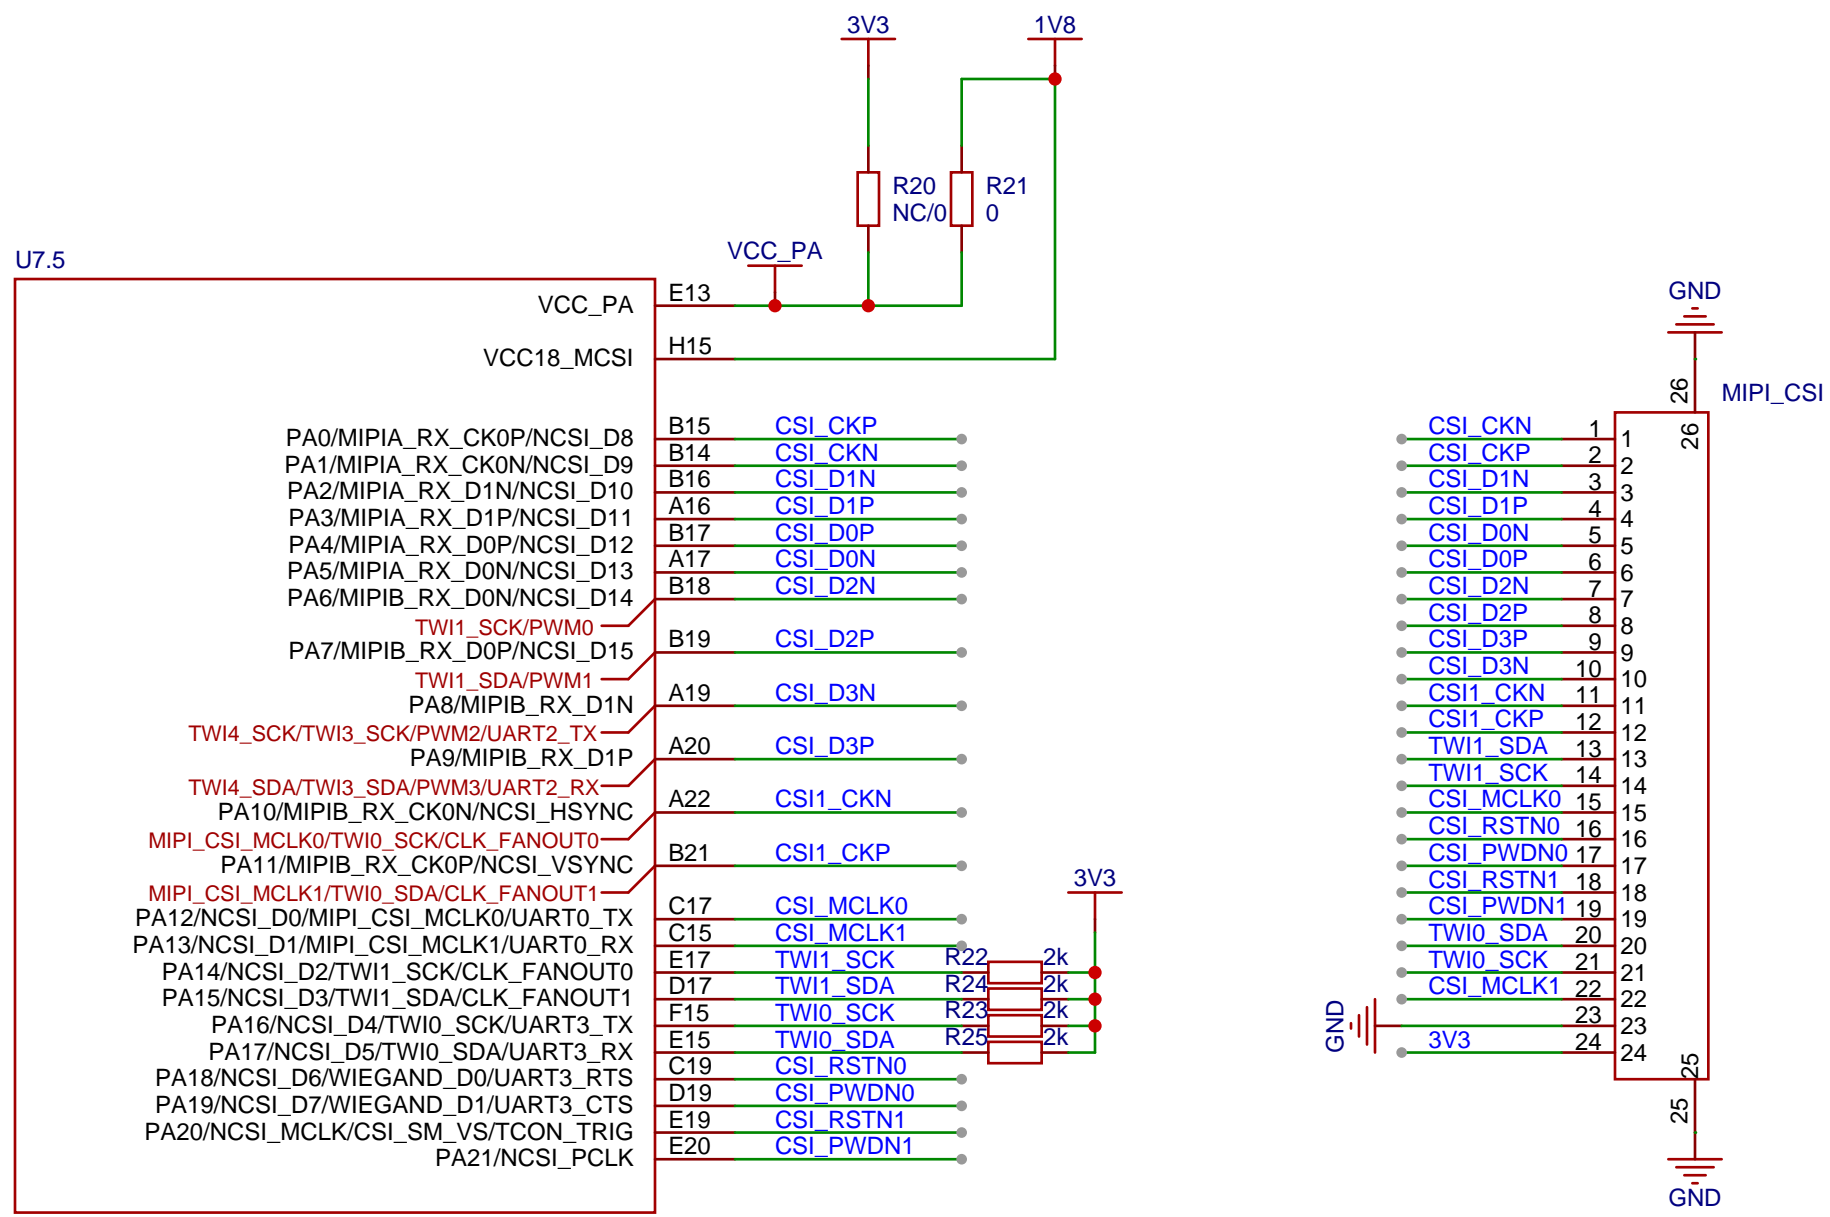 3V3
1V8
R20
NC/0
R21
0
VCC_PA
U7.5
VCC_PA E13
VCC18_MCSI H15
PA0/MIPIA_RX_CK0P/NCSI_D8 B15 CSI_CKP
PA1/MIPIA_RX_CK0N/NCSI_D9 B14 CSI_CKN
PA2/MIPIA_RX_D1N/NCSI_D10 B16 CSI_D1N
PA3/MIPIA_RX_D1P/NCSI_D11 A16 CSI_D1P
PA4/MIPIA_RX_D0P/NCSI_D12 B17 CSI_D0P
PA5/MIPIA_RX_D0N/NCSI_D13 A17 CSI_D0N
PA6/MIPIB_RX_D0N/NCSI_D14 B18 CSI_D2N
TWI1_SCK/PWM0
PA7/MIPIB_RX_D0P/NCSI_D15 B19 CSI_D2P
TWI1_SDA/PWM1
PA8/MIPIB_RX_D1N A19 CSI_D3N
TWI4_SCK/TWI3_SCK/PWM2/UART2_TX
PA9/MIPIB_RX_D1P A20 CSI_D3P
TWI4_SDA/TWI3_SDA/PWM3/UART2_RX
PA10/MIPIB_RX_CK0N/NCSI_HSYNC A22 CSI1_CKN
MIPI_CSI_MCLK0/TWI0_SCK/CLK_FANOUT0
PA11/MIPIB_RX_CK0P/NCSI_VSYNC B21 CSI1_CKP
MIPI_CSI_MCLK1/TWI0_SDA/CLK_FANOUT1
PA12/NCSI_D0/MIPI_CSI_MCLK0/UART0_TX C17 CSI_MCLK0
PA13/NCSI_D1/MIPI_CSI_MCLK1/UART0_RX C15 CSI_MCLK1
PA14/NCSI_D2/TWI1_SCK/CLK_FANOUT0 E17 TWI1_SCK R22 2k
PA15/NCSI_D3/TWI1_SDA/CLK_FANOUT1 D17 TWI1_SDA R24 2k
PA16/NCSI_D4/TWI0_SCK/UART3_TX F15 TWI0_SCK R23 2k
PA17/NCSI_D5/TWI0_SDA/UART3_RX E15 TWI0_SDA R25 2k
PA18/NCSI_D6/WIEGAND_D0/UART3_RTS C19 CSI_RSTN0
PA19/NCSI_D7/WIEGAND_D1/UART3_CTS D19 CSI_PWDN0
PA20/NCSI_MCLK/CSI_SM_VS/TCON_TRIG E19 CSI_RSTN1
PA21/NCSI_PCLK E20 CSI_PWDN1
3V3
GND
26
MIPI_CSI
26
CSI_CKN 1 1
CSI_CKP 2 2
CSI_D1N 3 3
CSI_D1P 4 4
CSI_D0N 5 5
CSI_D0P 6 6
CSI_D2N 7 7
CSI_D2P 8 8
CSI_D3P 9 9
CSI_D3N 10 10
CSI1_CKN 11 11
CSI1_CKP 12 12
TWI1_SDA 13 13
TWI1_SCK 14 14
CSI_MCLK0 15 15
CSI_RSTN0 16 16
CSI_PWDN0 17 17
CSI_RSTN1 18 18
CSI_PWDN1 19 19
TWI0_SDA 20 20
TWI0_SCK 21 21
CSI_MCLK1 22 22
GND 23 23
3V3 24 24
25
25
GND